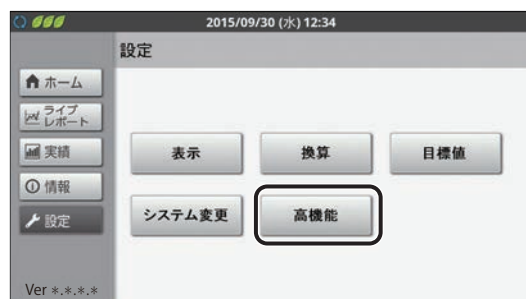 2015/09/30 (水) 12:34
設定
ホーム
ライブ
レポート
実績
情報
設定
表示
換算
目標値
システム変更
高機能
Ver *.*.*.*